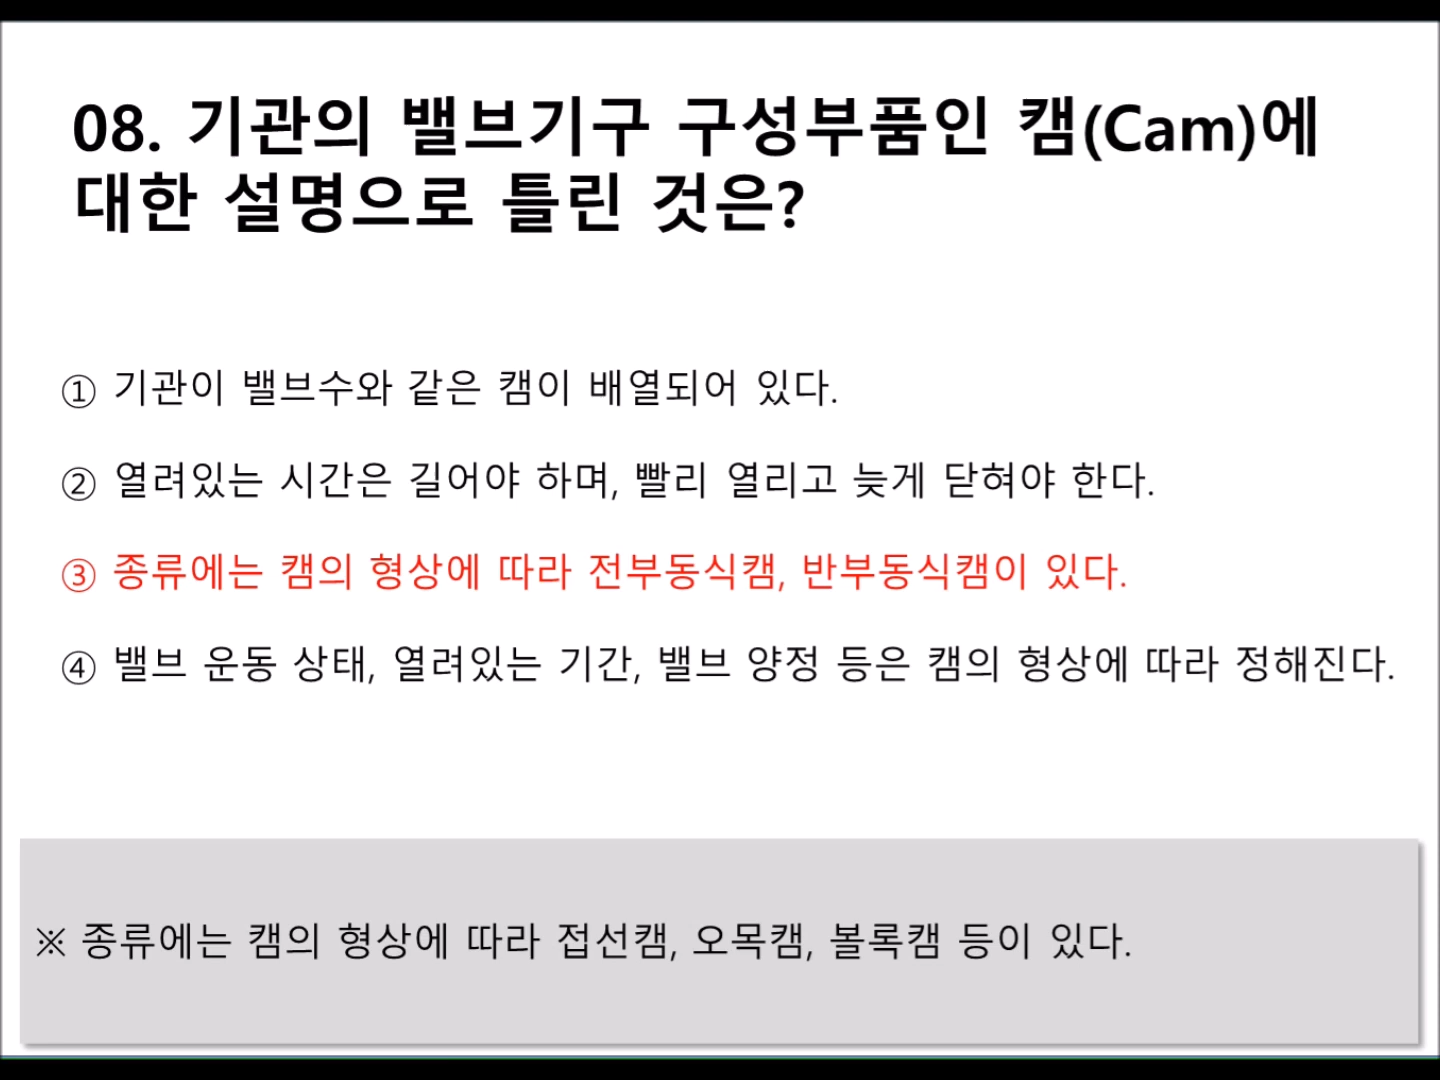 08. 기관의 밸브기구 구성부품인 캠(Cam)에
대한 설명으로 틀린 것은?
① 기관이 밸브수와 같은 캠이 배열되어 있다.
② 열려있는 시간은 길어야 하며, 빨리 열리고 늦게 닫혀야 한다.
③ 종류에는 캠의 형상에 따라 전부동식캠, 반부동식캠이 있다.
④ 밸브 운동 상태, 열려있는 기간, 밸브 양정 등은 캠의 형상에 따라 정해진다.
※ 종류에는 캠의 형상에 따라 접선캠, 오목캠, 볼록캠 등이 있다.